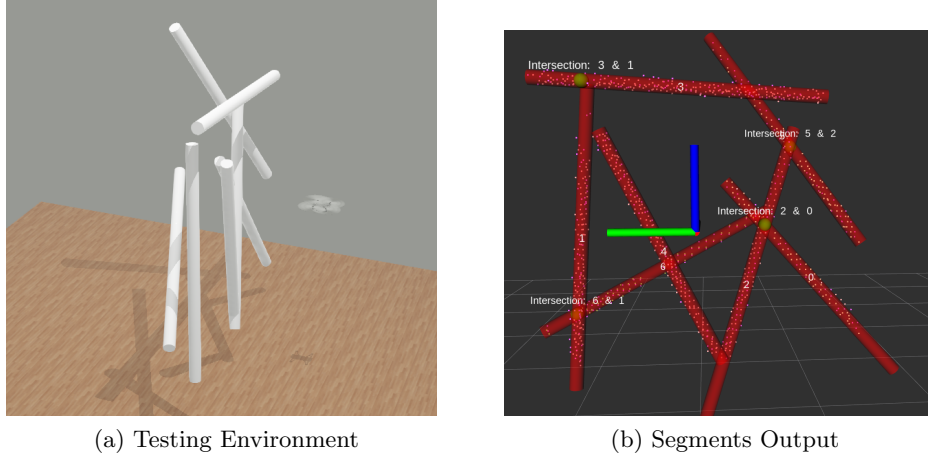 Intersection: 3 & 1
3
Intersection: 5 & 2
Intersection: 2 & 0
1
4
6
0
2
Intersection: 6 & 1
(a) Testing Environment
(b) Segments Output